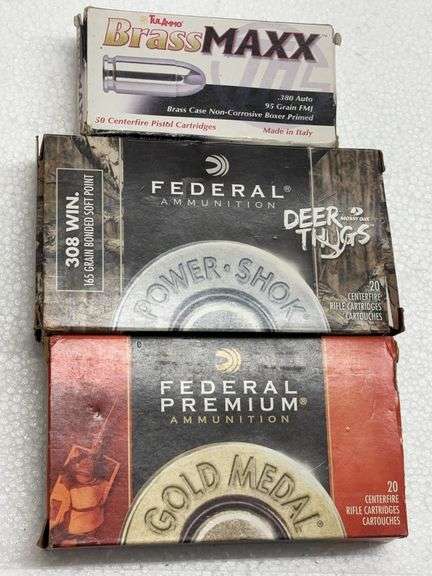 TULAMMO
BrassMAXX
.380 Auto
95 Grain FMJ
Brass Case Non-Corrosive Boxer Primed
50 Centerfire Pistol Cartridges
Made in Italy
308 WIN.
165 GRAIN BONDED SOFT POINT
FEDERAL®
AMMUNITION
DEER
THUGS
MOSSY OAK
POWER·SHOK
20
CENTERFIRE
RIFLE CARTRIDGES
CARTOUCHES
FEDERAL
PREMIUM®
AMMUNITION
GOLD MEDAL
20
CENTERFIRE
RIFLE CARTRIDGES
CARTOUCHES